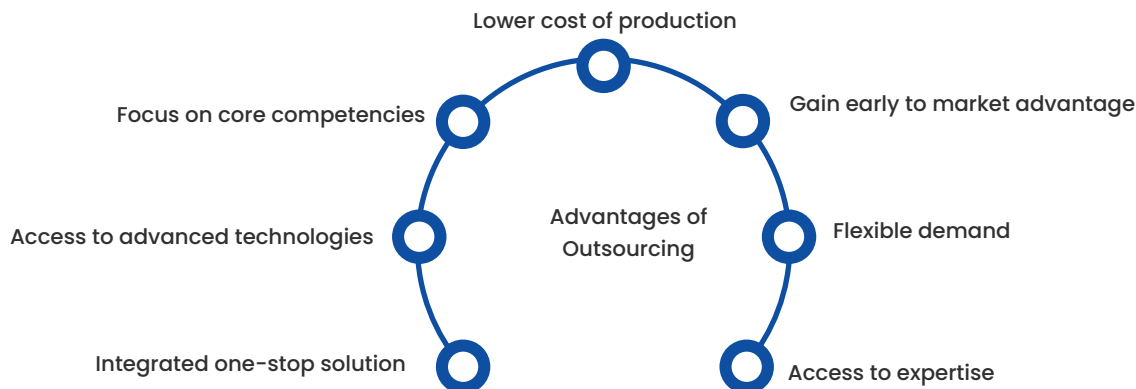 Lower cost of production
Focus on core competencies
Gain early to market advantage
Access to advanced technologies
Advantages of
Outsourcing
Flexible demand
Integrated one-stop solution
Access to expertise